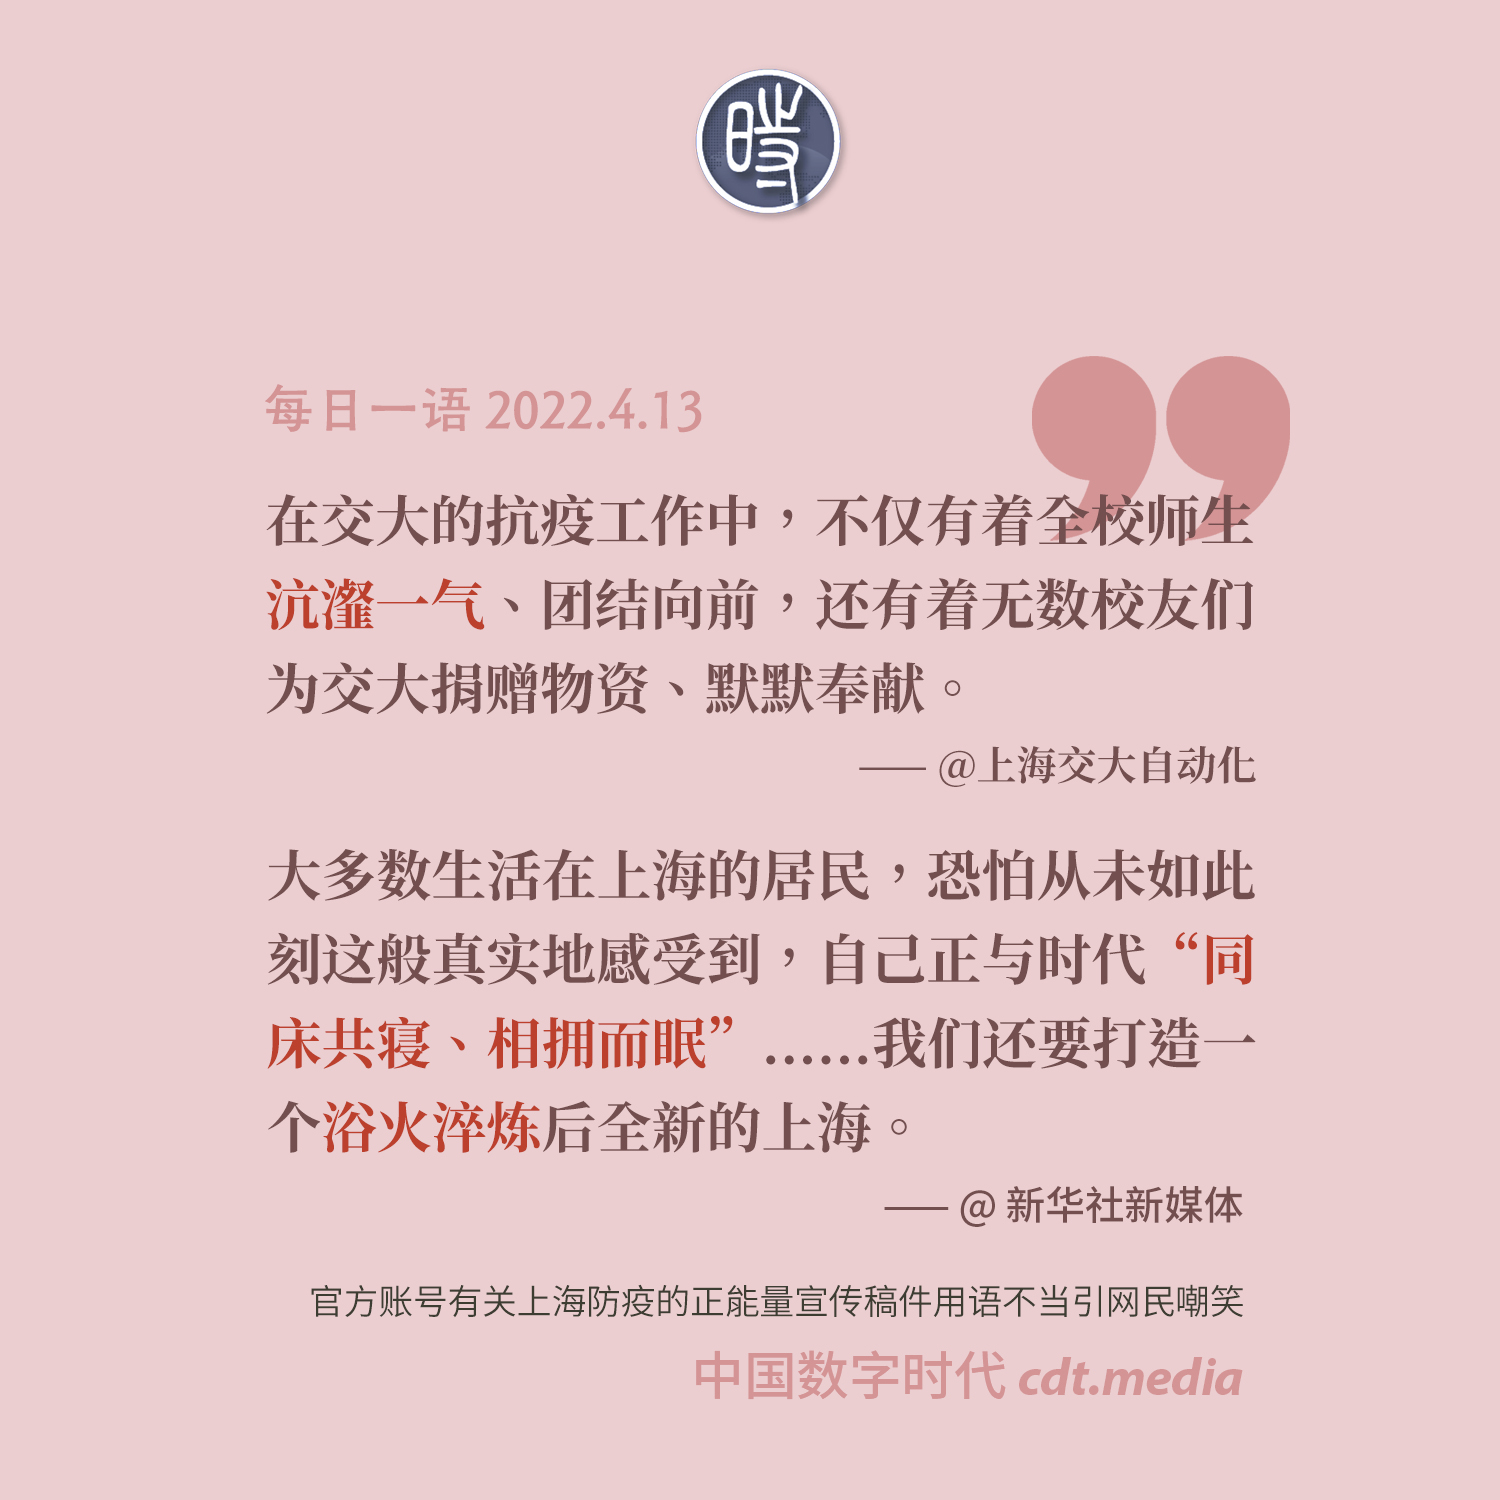 時
每日一语 2022.4.13
在交大的抗疫工作中，不仅有着全校师生
沆瀣一气、团结向前，还有着无数校友们
为交大捐赠物资、默默奉献。
—— @上海交大自动化
大多数生活在上海的居民，恐怕从未如此
刻这般真实地感受到，自己正与时代“同
床共寝、相拥而眠”……我们还要打造一
个浴火淬炼后全新的上海。
—— @ 新华社新媒体
官方账号有关上海防疫的正能量宣传稿件用语不当引网民嘲笑
中国数字时代 cdt.media